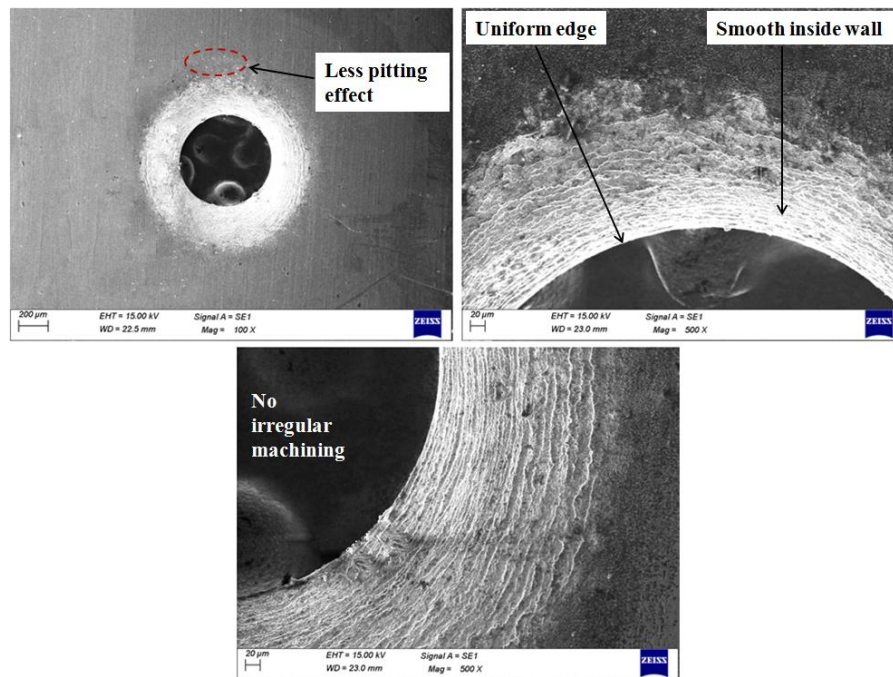 Less pitting
effect
200 µm
EHT = 15.00 kV
Signal A = SE1
WD = 22.5 mm
Mag = 100 X
ZEISS
Uniform edge
Smooth inside wall
20 µm
EHT = 15.00 kV
Signal A = SE1
WD = 23.0 mm
Mag = 500 X
ZEISS
No
irregular
machining
20 µm
EHT = 15.00 kV
Signal A = SE1
WD = 23.0 mm
Mag = 500 X
ZEISS